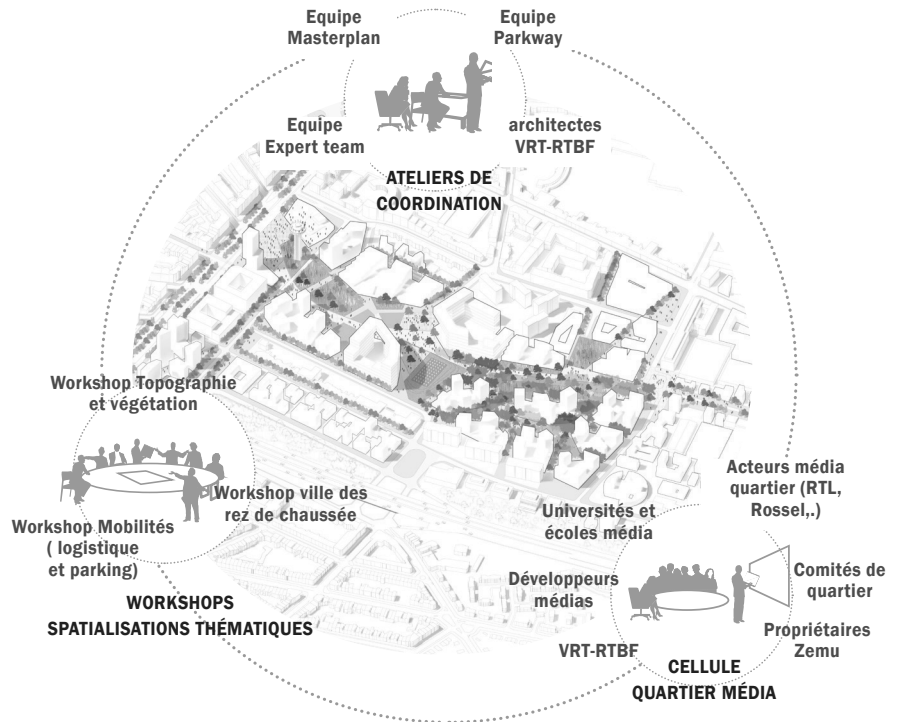 Equipe
Masterplan
Equipe
Parkway
Equipe
Expert team
architectes
VRT-RTBF
ATELIERS DE
COORDINATION
Workshop Topographie
et végétation
Workshop ville des
rez de chaussée
Workshop Mobilités
( logistique
et parking)
WORKSHOPS
SPATIALISATIONS THÉMATIQUES
Acteurs média
quartier (RTL,
Rossel,.)
Universités et
écoles média
Développeurs
médias
Comités de
quartier
VRT-RTBF
Propriétaires
Zemu
CELLULE
QUARTIER MÉDIA